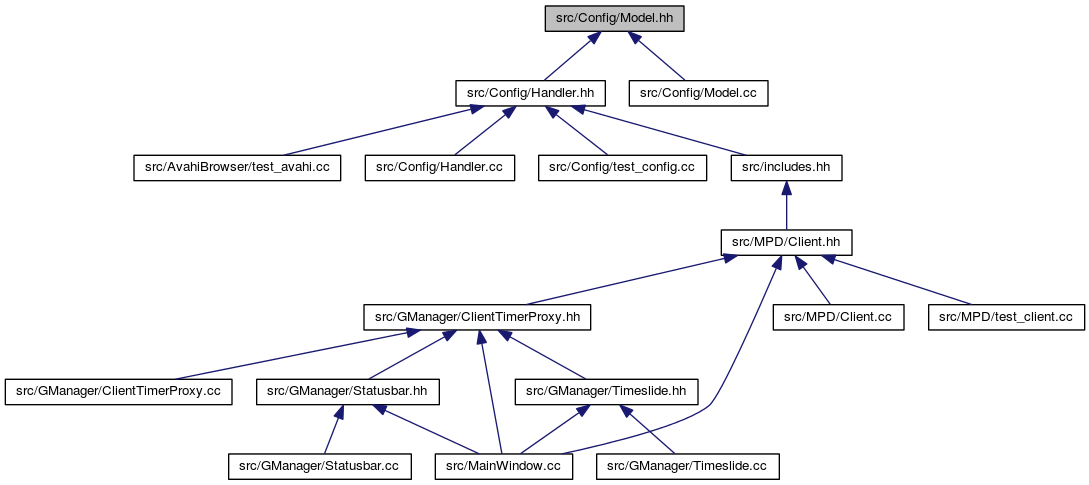 src/Config/Model.hh
src/Config/Handler.hh
src/Config/Model.cc
src/AvahiBrowser/test_avahi.cc
src/Config/Handler.cc
src/Config/test_config.cc
src/includes.hh
src/MPD/Client.hh
src/GManager/ClientTimerProxy.hh
src/MPD/Client.cc
src/MPD/test_client.cc
src/GManager/ClientTimerProxy.cc
src/GManager/Statusbar.hh
src/GManager/Timeslide.hh
src/GManager/Statusbar.cc
src/MainWindow.cc
src/GManager/Timeslide.cc